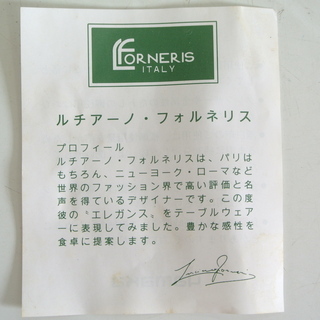 FORNERIS
ITALY
ルチアーノ・フォルネリス
プロフィール
ルチアーノ・フォルネリスは、パリは
もちろん、ニューヨーク・ローマなど
世界のファッション界で高い評価と名
声を得ているデザイナーです。この度
彼の〝エレガンス〟をテーブルウェア
ーに表現してみました。豊かな感性を
食卓に提案します。